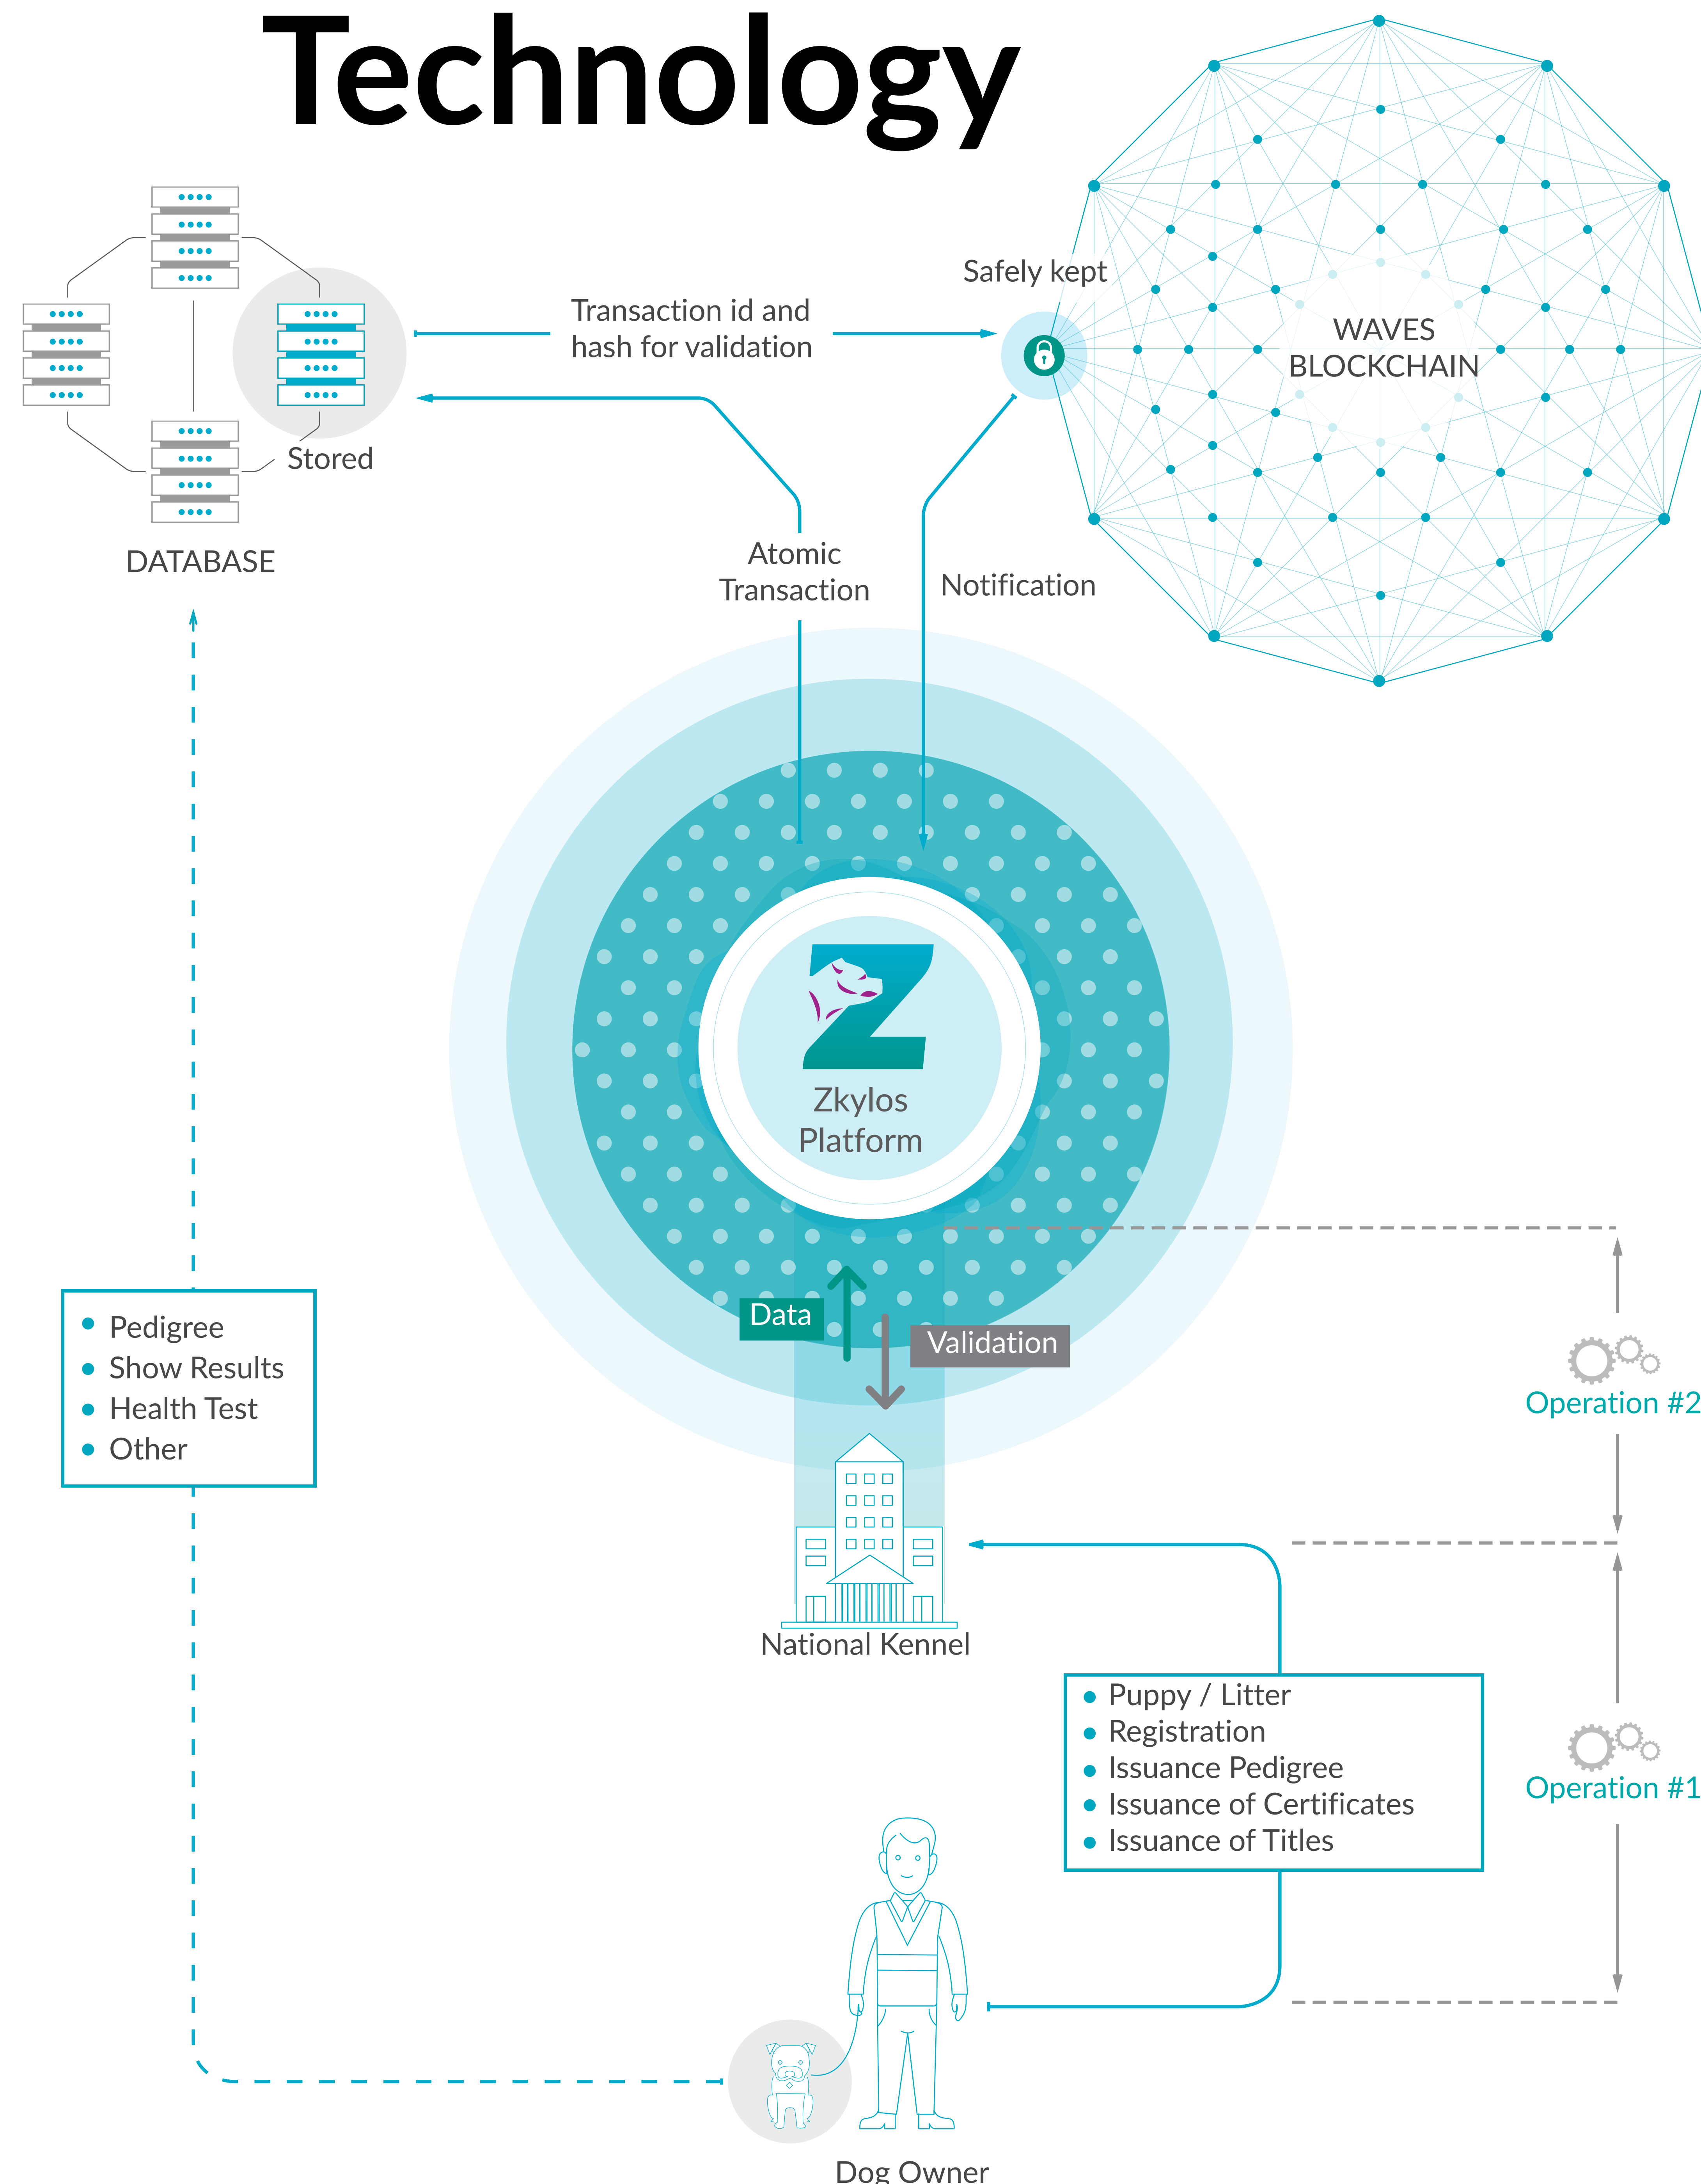 Technology
Safely kept
Transaction id and
hash for validation
WAVES
BLOCKCHAIN
Stored
DATABASE
Atomic
Transaction
Notification
Zkylos
Platform
Data
Validation
Pedigree
Show Results
Health Test
Other
Operation #2
National Kennel
Puppy / Litter
Registration
Issuance Pedigree
Issuance of Certificates
Issuance of Titles
Operation #1
Dog Owner